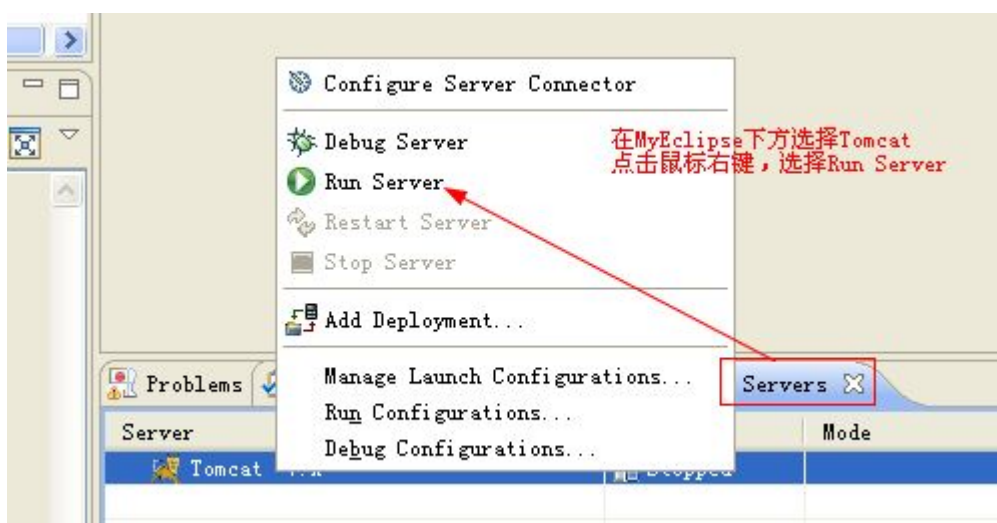 Configure Server Connector
Debug Server
在MyEclipse下方选择Tomcat
点击鼠标右键，选择Run Server
Run Server
Restart Server
Stop Server
Add Deployment...
Manage Launch Configurations...
Run Configurations...
Debug Configurations...
Problems
Servers
Server
Mode
Tomcat
Stopped